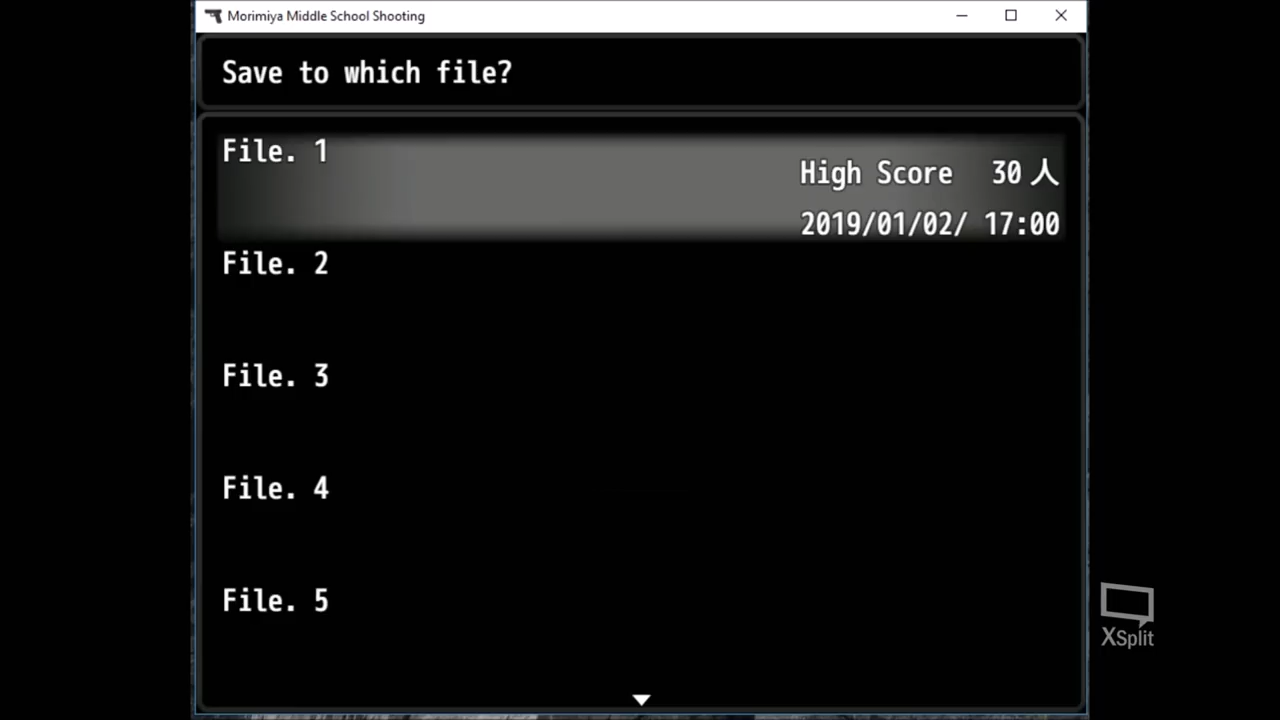 Morimiya Middle School Shooting
Save to which file?
File. 1
High Score 30 人
2019/01/02/ 17:00
File. 2
File. 3
File. 4
File. 5
XSplit